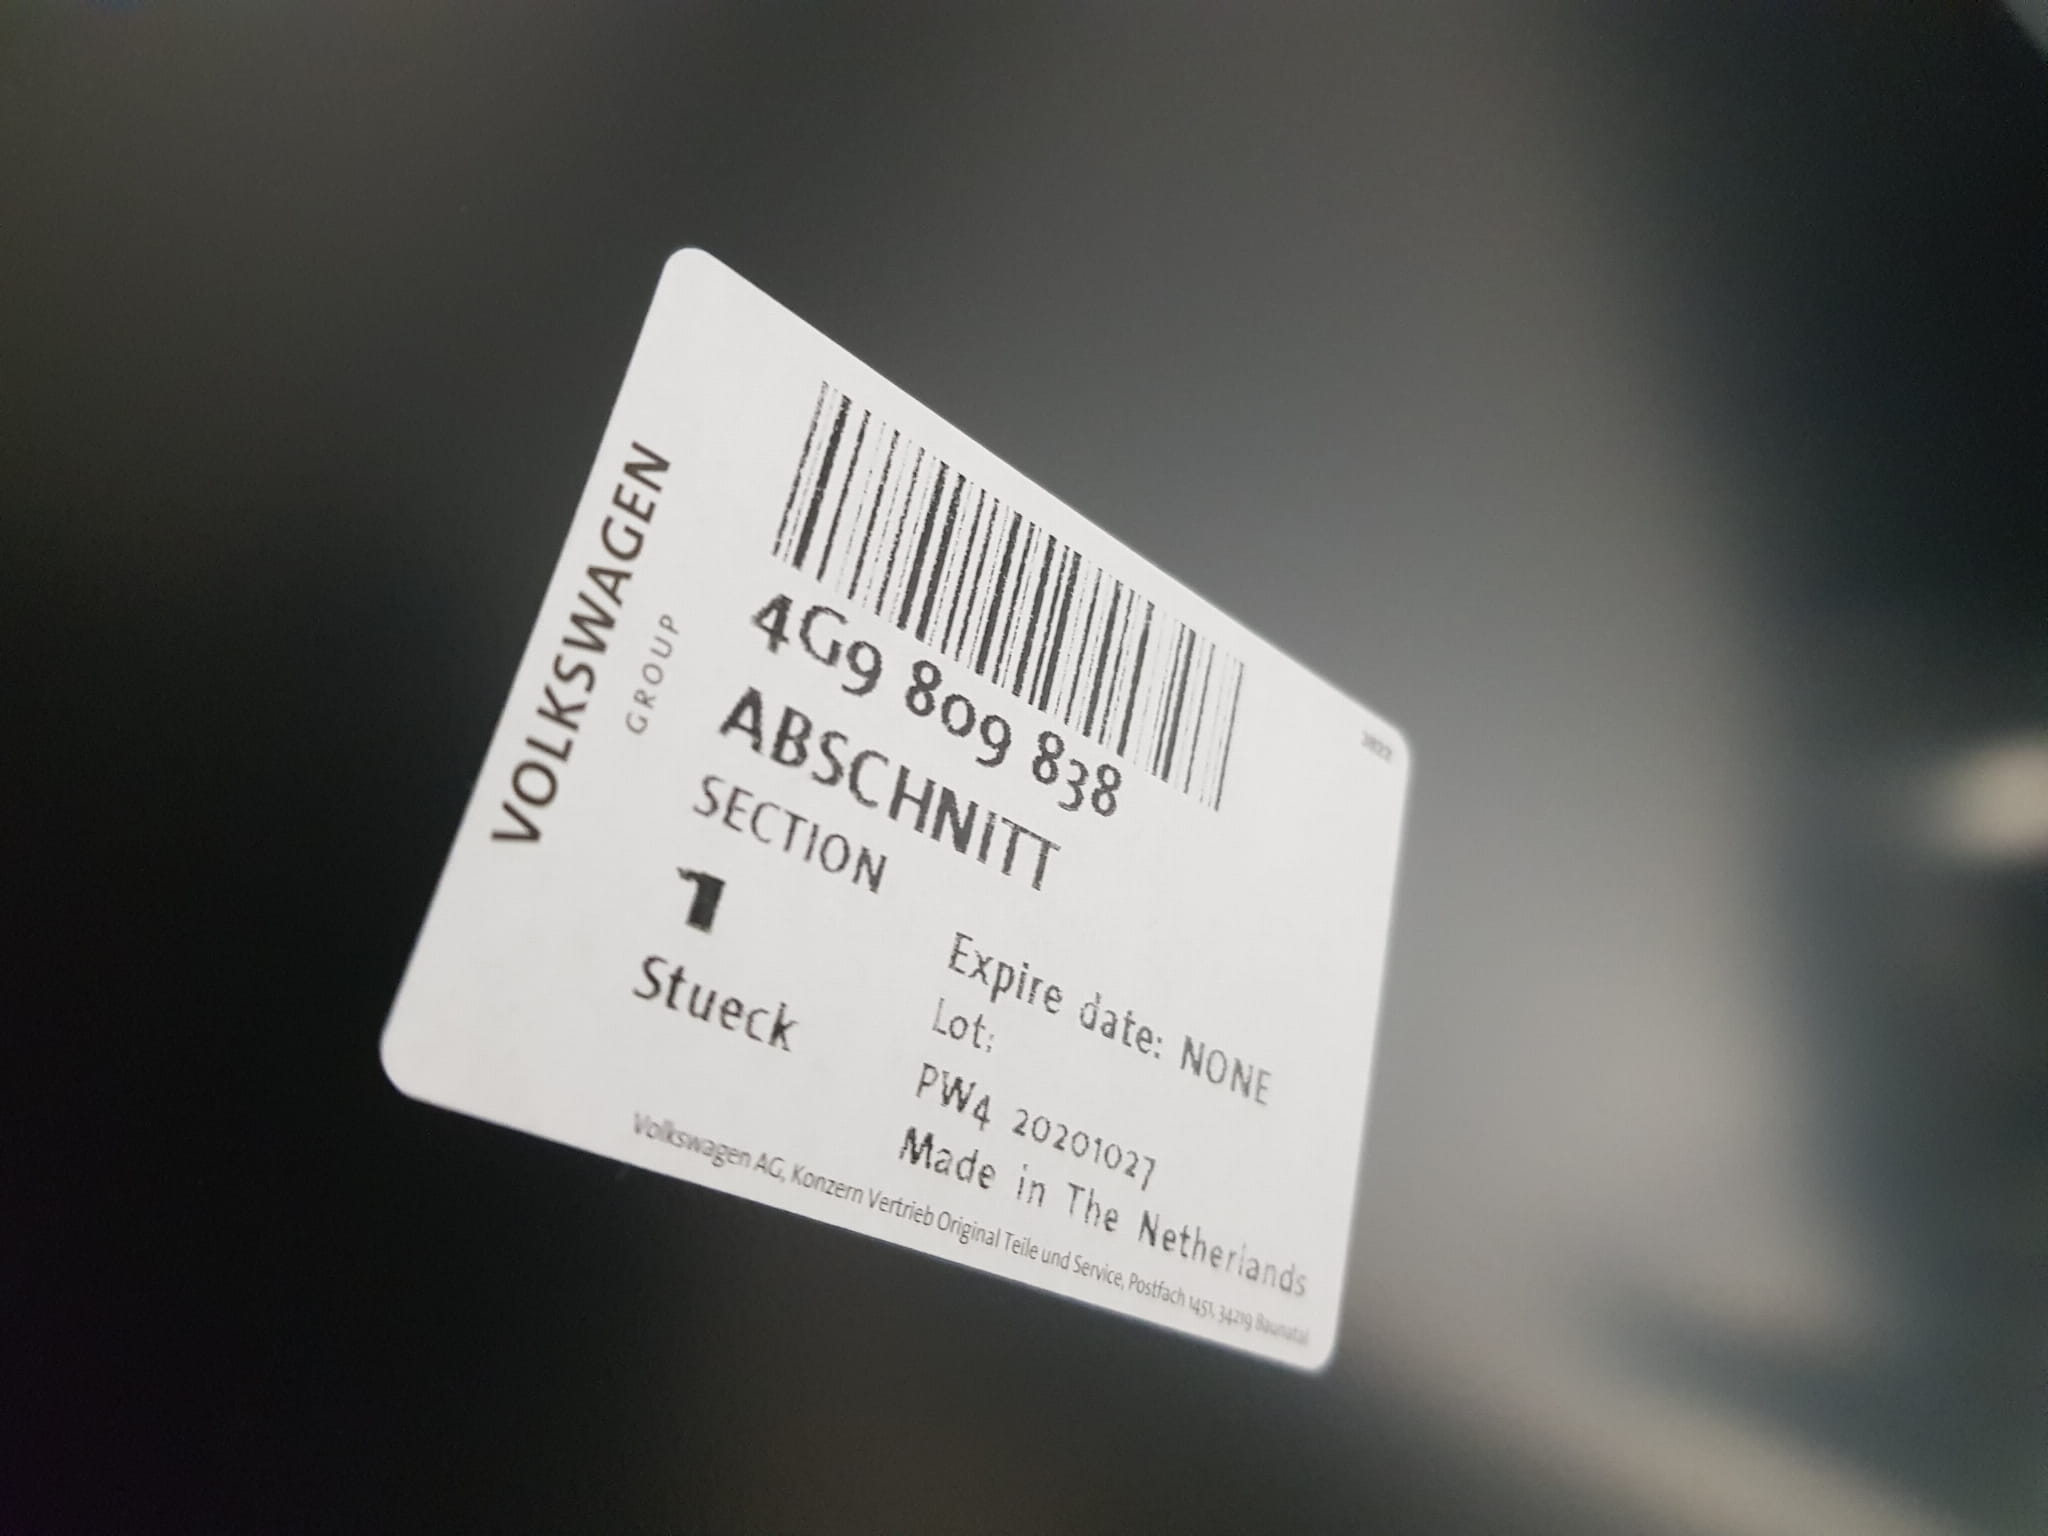 VOLKSWAGEN
GROUP
4G9 809 838
ABSCHNITT
SECTION
1
Stueck
Expire date: NONE
Lot:
PW4 20201027
Made in The Netherlands
Volkswagen AG, Konzern Vertrieb Original Teile und Service, Postfach 1451, 34219 Baunatal